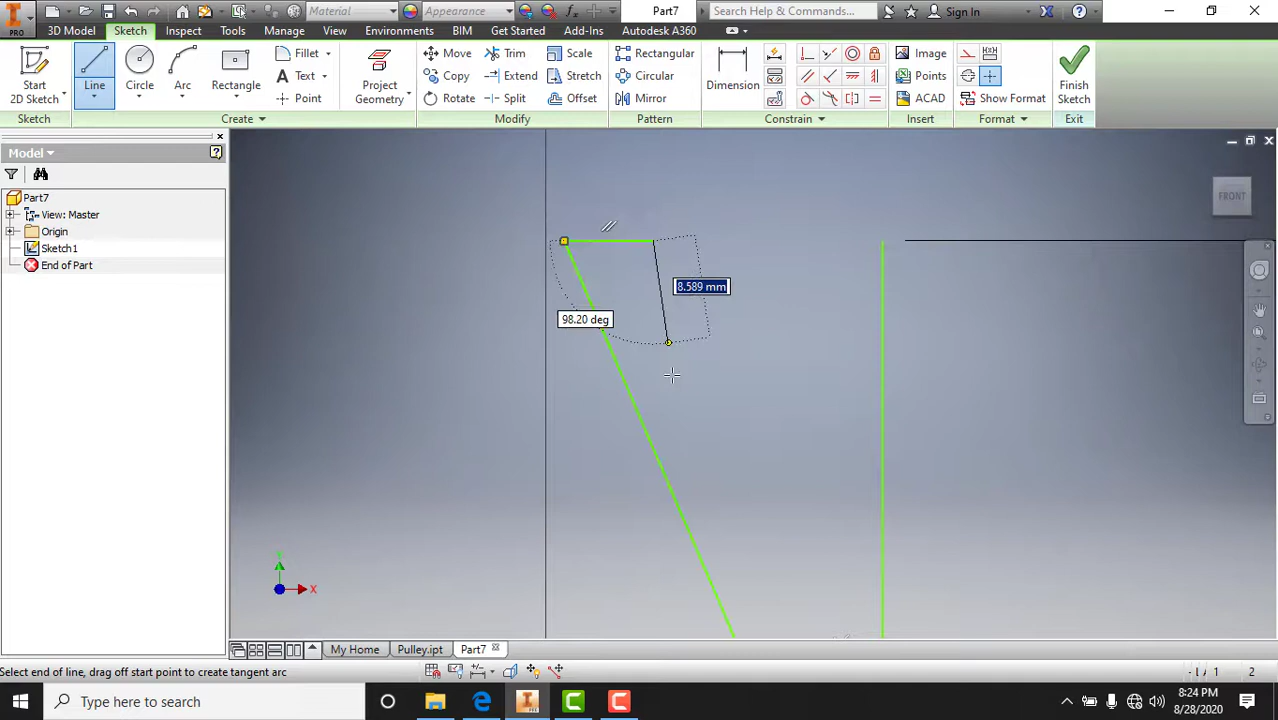 Material
Appearance
Part7
Search Help & Commands...
Sign In
PRO
3D Model
Sketch
Inspect
Tools
Manage
View
Environments
BIM
Get Started
Add-Ins
Autodesk A360
Start
2D Sketch
Line
Circle
Arc
Rectangle
Fillet
Text
Point
Project
Geometry
Move
Copy
Rotate
Trim
Extend
Split
Scale
Stretch
Offset
Rectangular
Circular
Mirror
Dimension
Image
Points
ACAD
Show Format
Finish
Sketch
Sketch
Create
Modify
Pattern
Constrain
Insert
Format
Exit
Model
Part7
View: Master
Origin
Sketch1
End of Part
FRONT
8.589 mm
98.20 deg
X
My Home
Pulley.ipt
Part7
Select end of line, drag off start point to create tangent arc
1
2
Type here to search
8:24 PM
8/28/2020